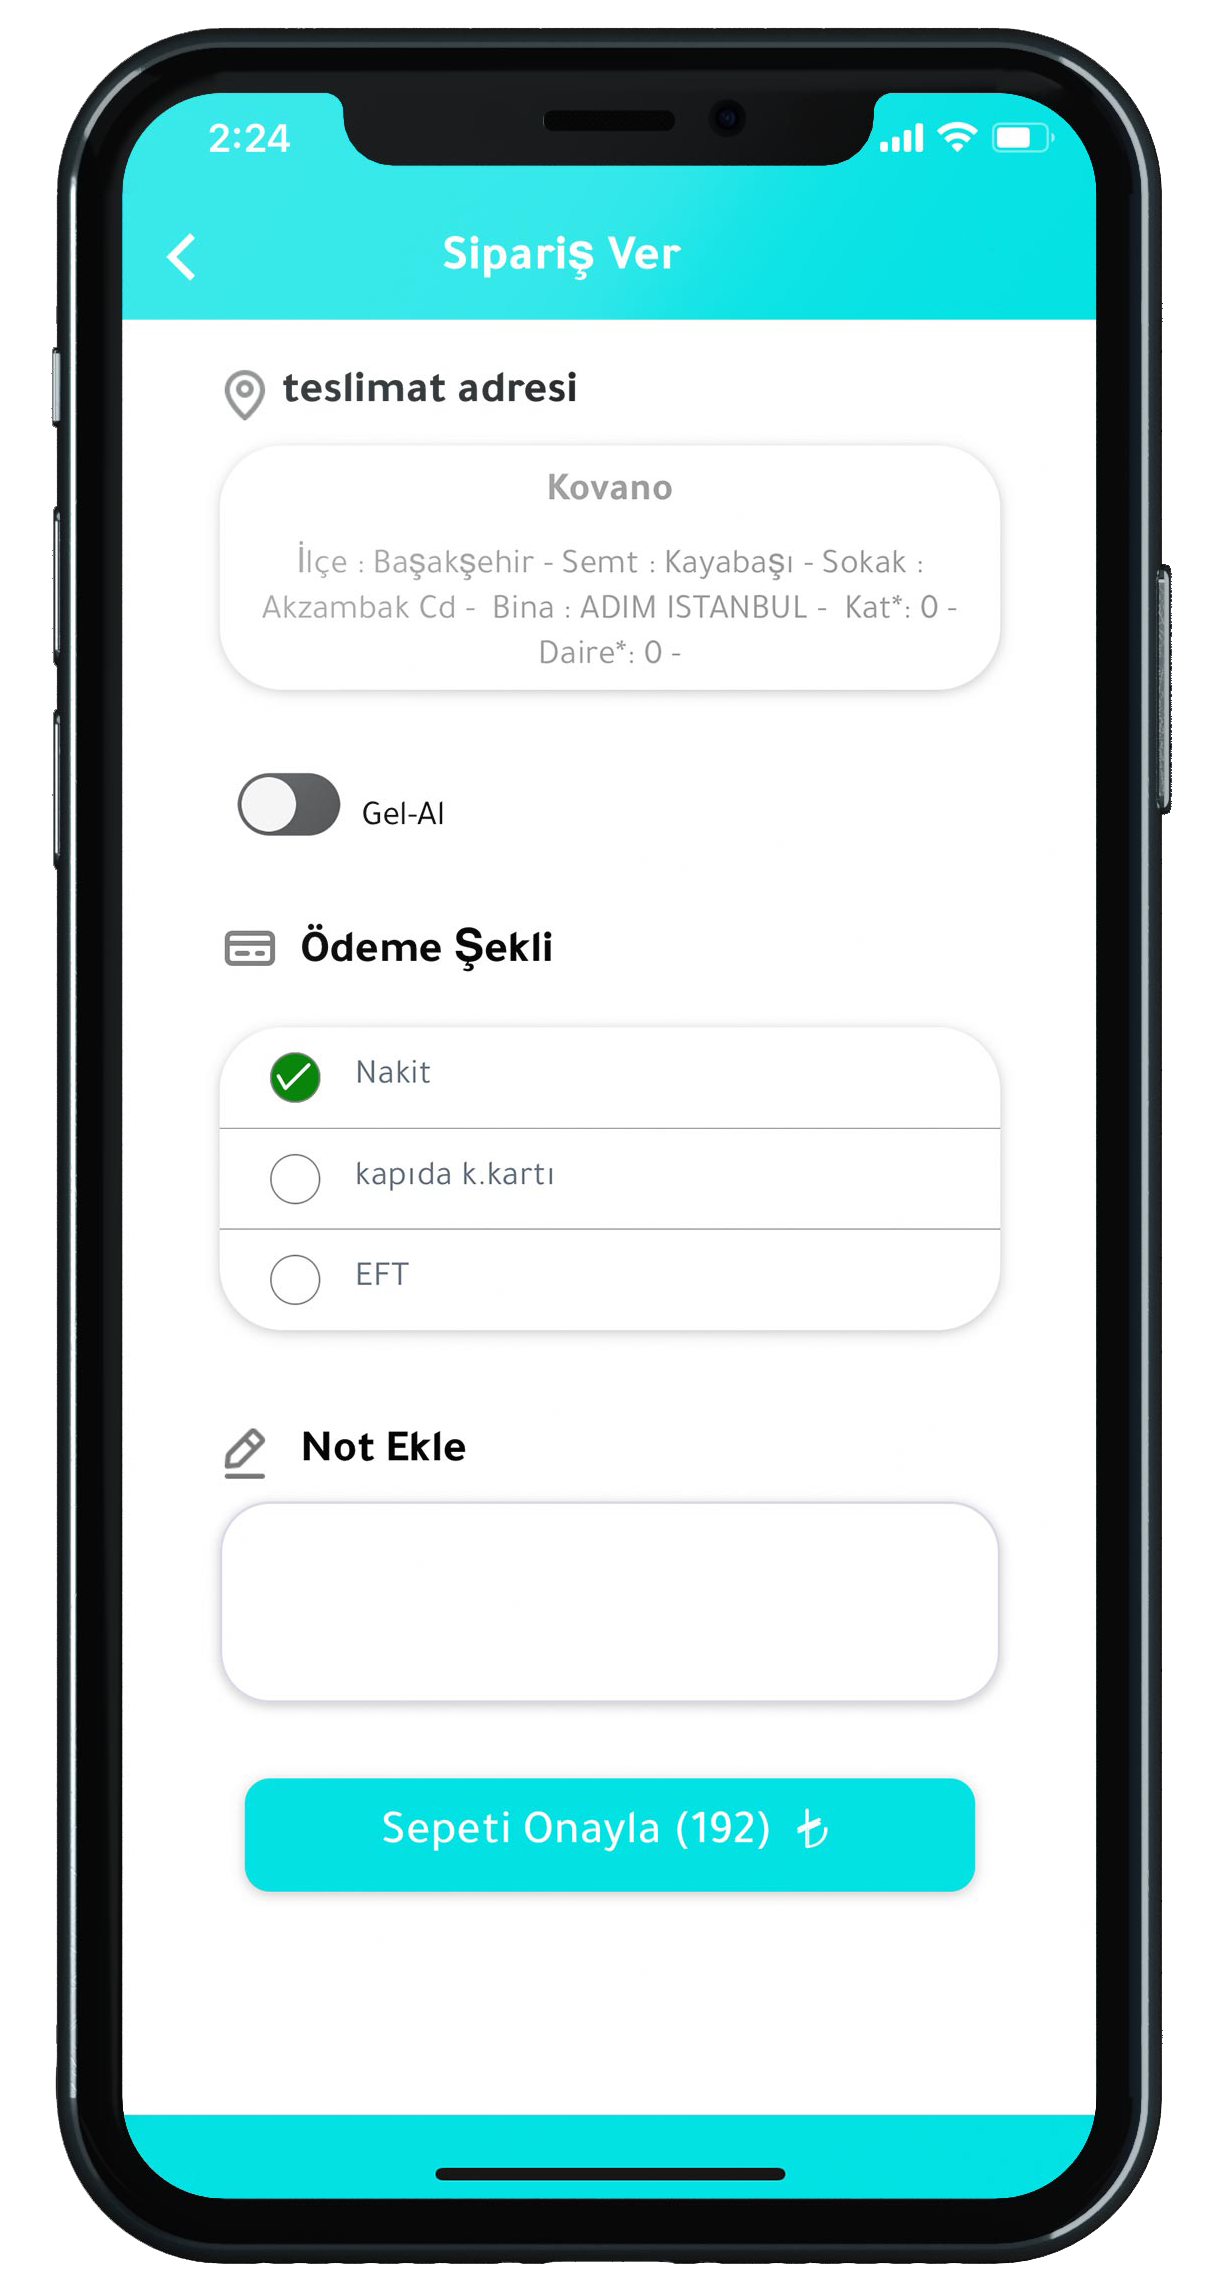 2:24
Sipariş Ver
teslimat adresi
Kovano
İlçe : Başakşehir - Semt : Kayabaşı - Sokak :
Akzambak Cd - Bina : ADIM ISTANBUL - Kat*: 0 -
Daire*: 0 -
Gel-Al
Ödeme Şekli
Nakit
kapıda k.kartı
EFT
Not Ekle
Sepeti Onayla (192) ₺